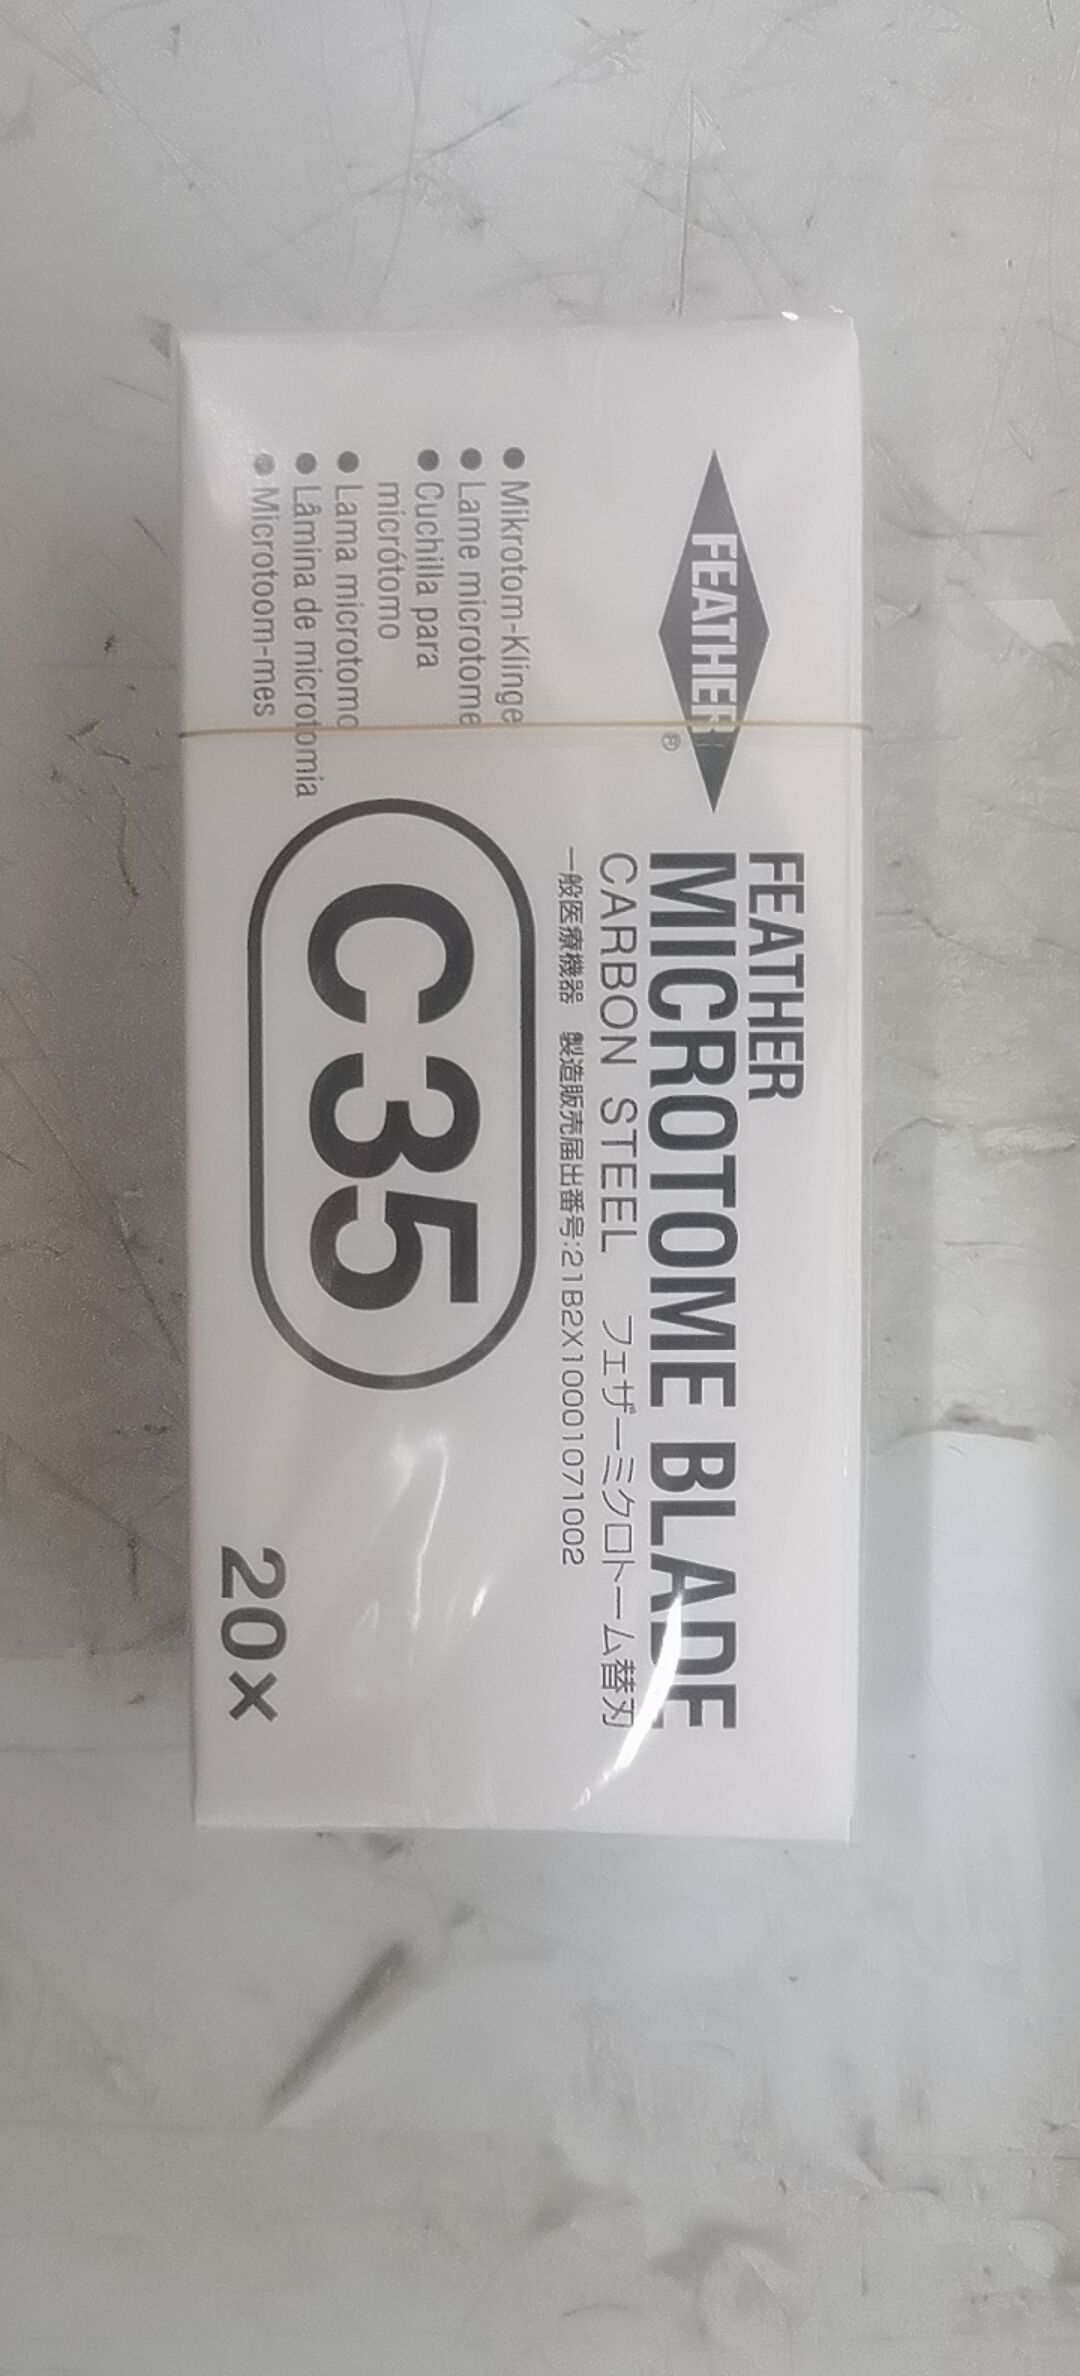 FEATHER®
FEATHER
MICROTOME BLADE
CARBON STEEL フェザーミクロトーム替刃
一般医療機器 製造販売届出番号:21B2X10001071002
● Mikrotom-Klinge
● Lame microtome
● Cuchilla para
micrótomo
● Lama microtomo
● Lâmina de microtomia
● Microtoom-mes
C35
20×